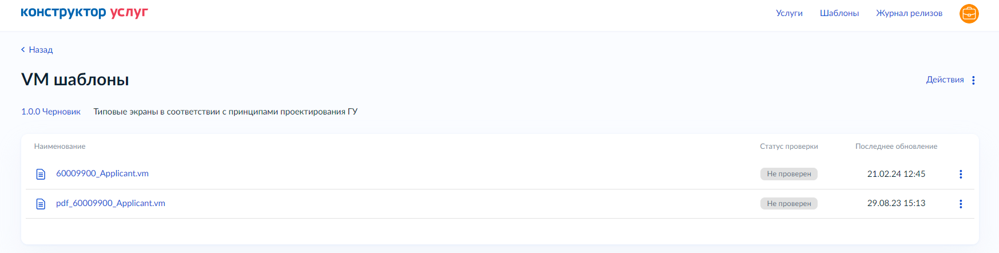 конструктор услуг
Услуги Шаблоны Журнал релизов
Назад
VM шаблоны
Действия
1.0.0 Черновик Типовые экраны в соответствии с принципами проектирования ГУ
Наименование Статус проверки Последнее обновление
60009900_Applicant.vm Не проверен 21.02.24 12:45
pdf_60009900_Applicant.vm Не проверен 29.08.23 15:13